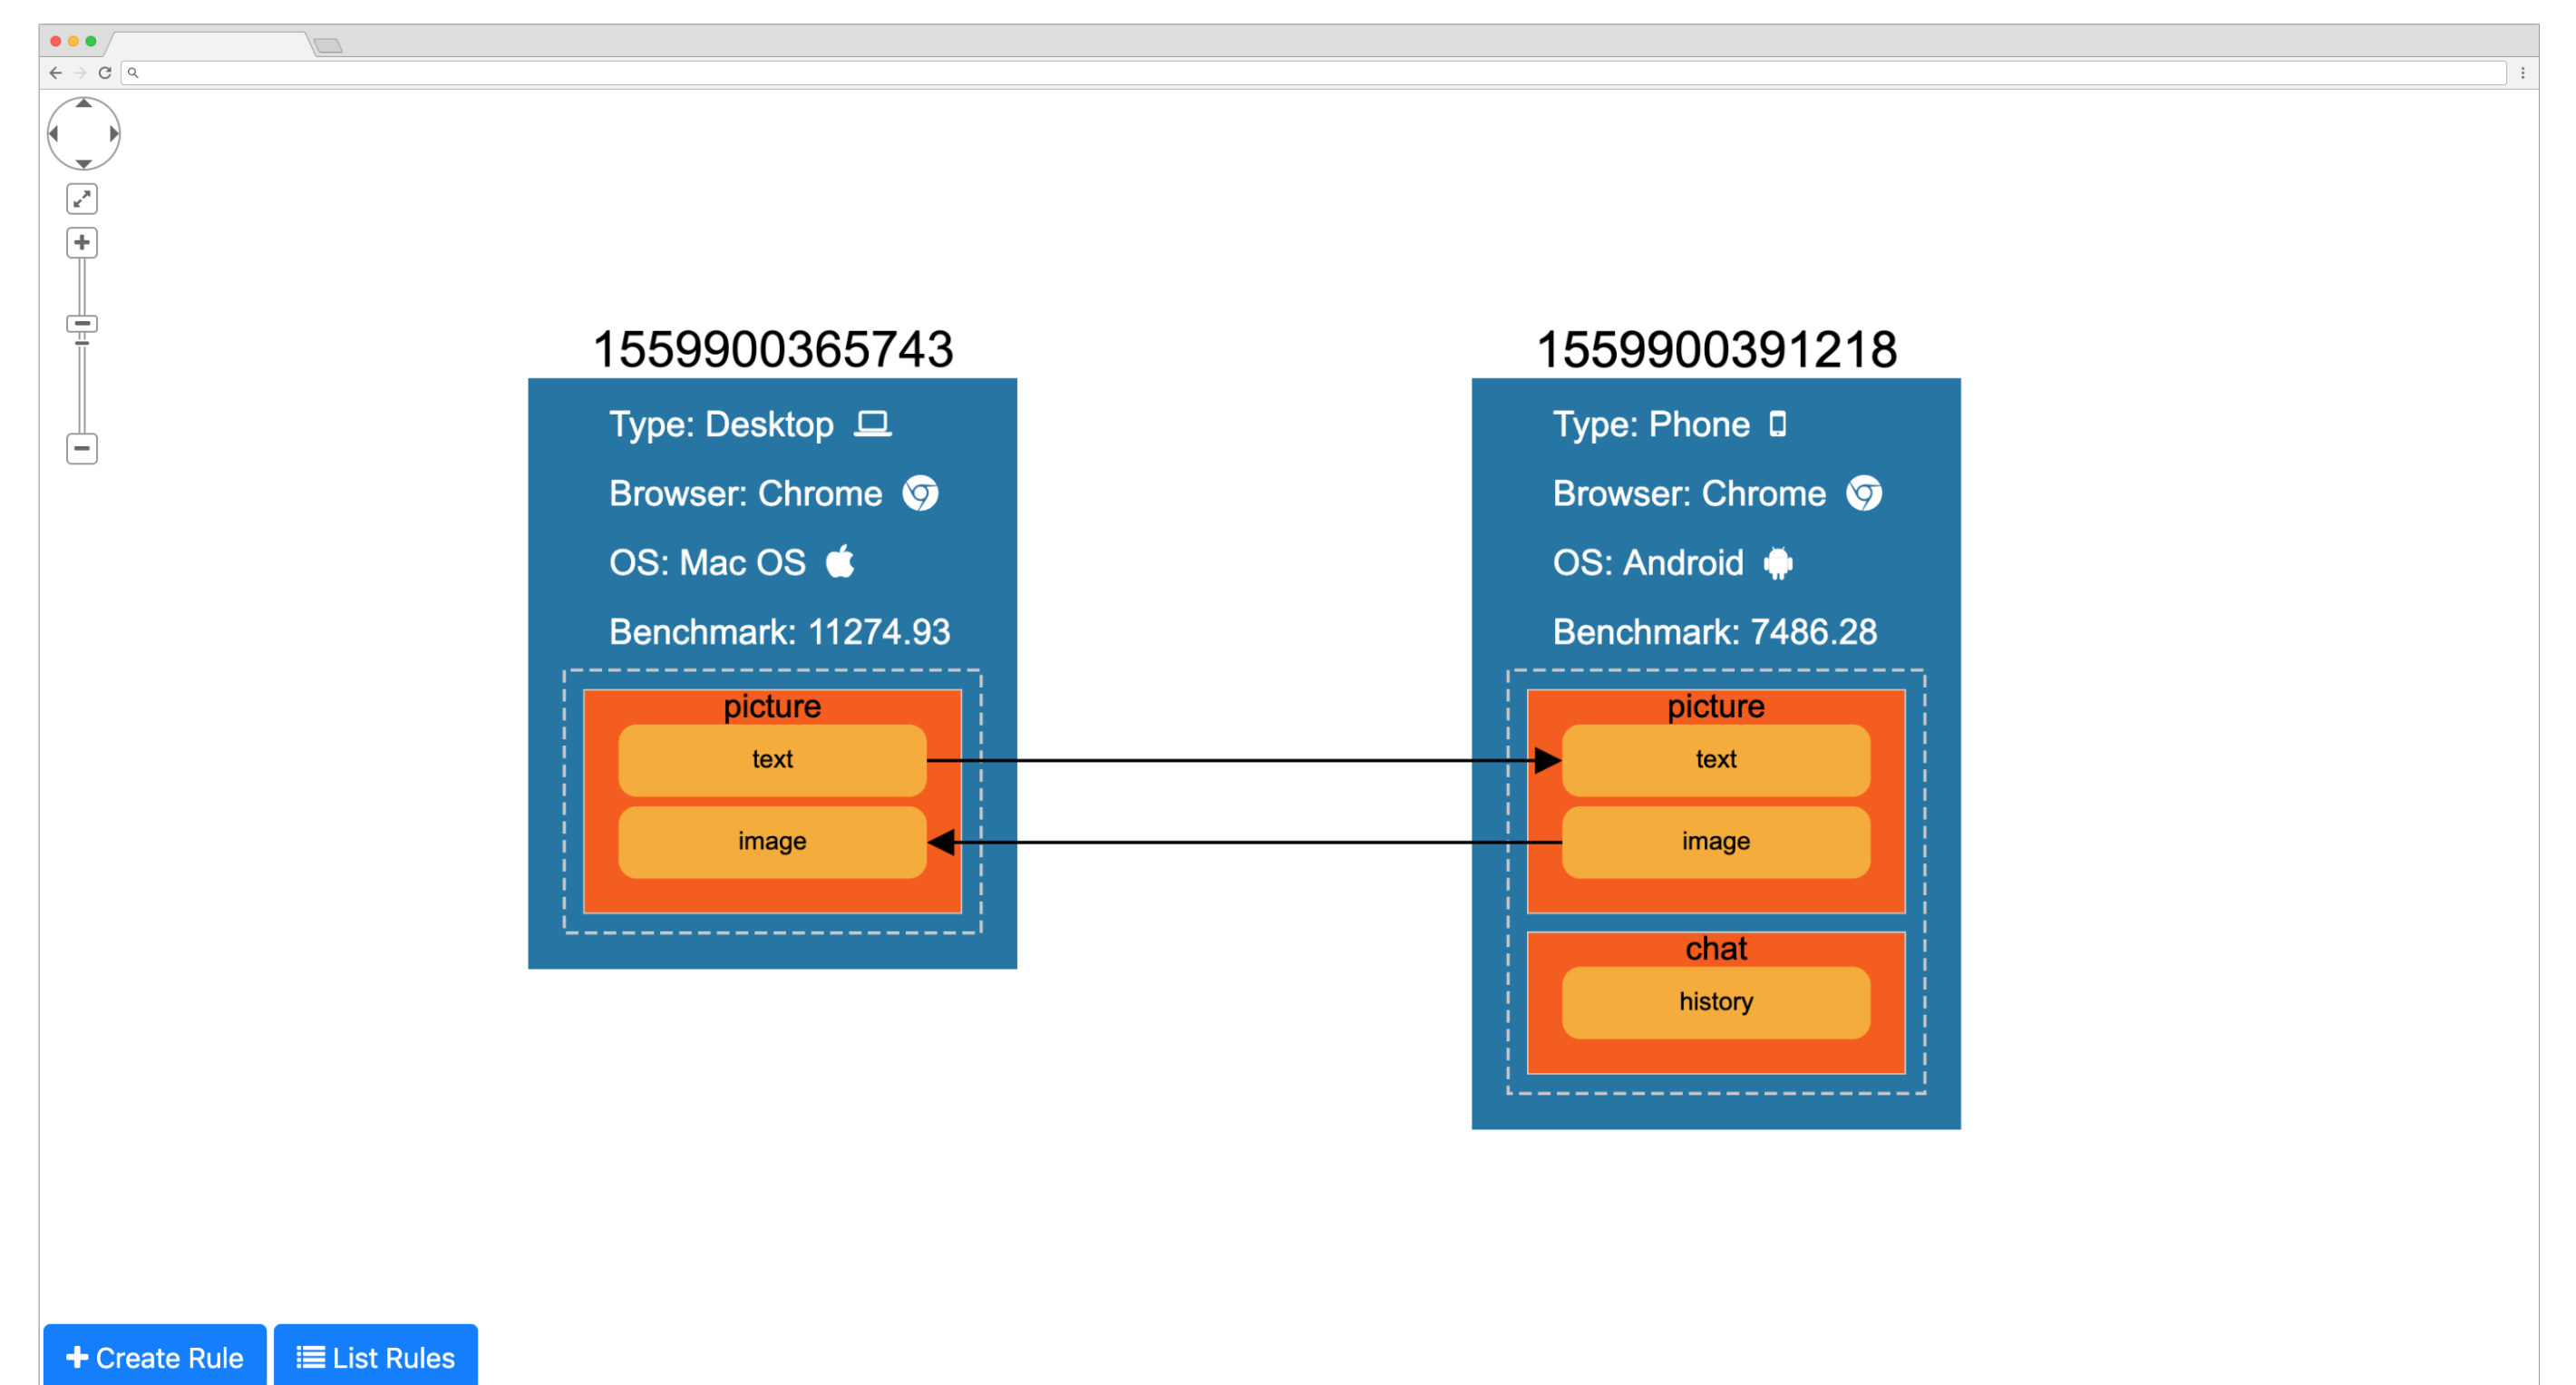 1559900365743
Type: Desktop
Browser: Chrome
OS: Mac OS
Benchmark: 11274.93
picture
text
image
1559900391218
Type: Phone
Browser: Chrome
OS: Android
Benchmark: 7486.28
picture
text
image
chat
history
Create Rule
List Rules